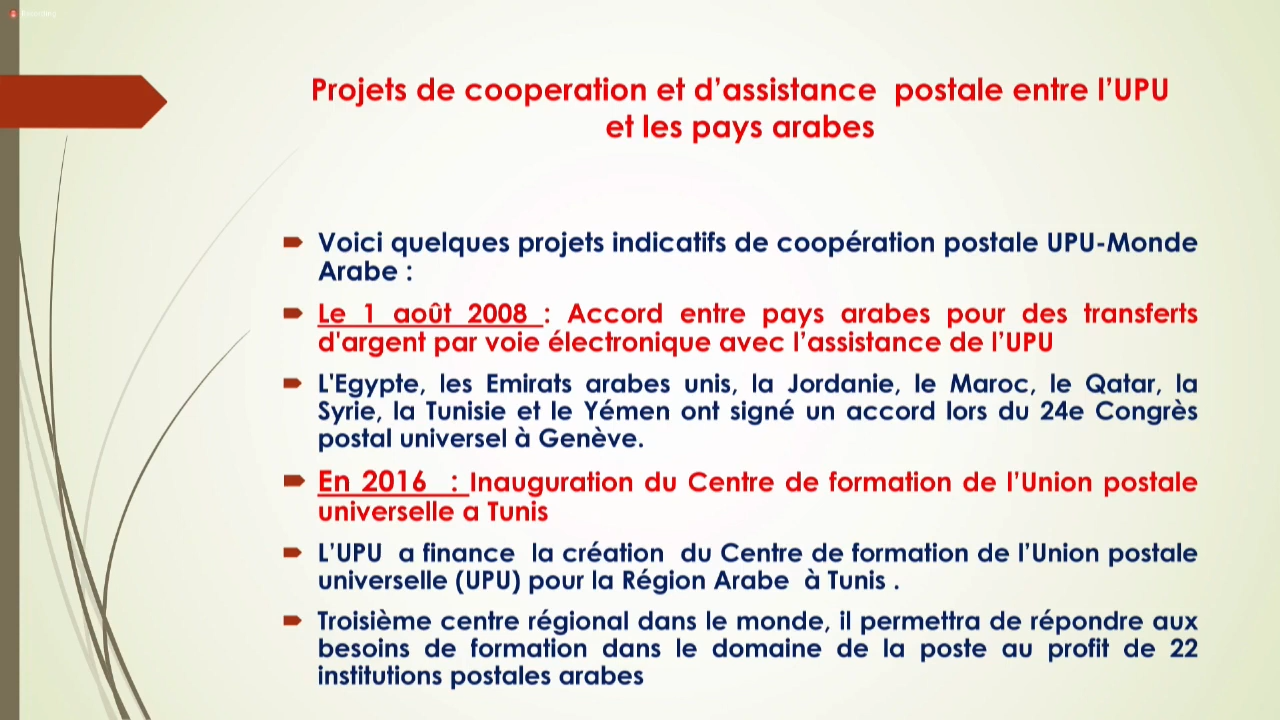 Recording
Projets de cooperation et d’assistance postale entre l’UPU
et les pays arabes
Voici quelques projets indicatifs de coopération postale UPU-Monde
Arabe :
Le 1 août 2008 : Accord entre pays arabes pour des transferts
d'argent par voie électronique avec l’assistance de l’UPU
L'Egypte, les Emirats arabes unis, la Jordanie, le Maroc, le Qatar, la
Syrie, la Tunisie et le Yémen ont signé un accord lors du 24e Congrès
postal universel à Genève.
En 2016 : Inauguration du Centre de formation de l’Union postale
universelle a Tunis
L’UPU a finance la création du Centre de formation de l’Union postale
universelle (UPU) pour la Région Arabe à Tunis .
Troisième centre régional dans le monde, il permettra de répondre aux
besoins de formation dans le domaine de la poste au profit de 22
institutions postales arabes